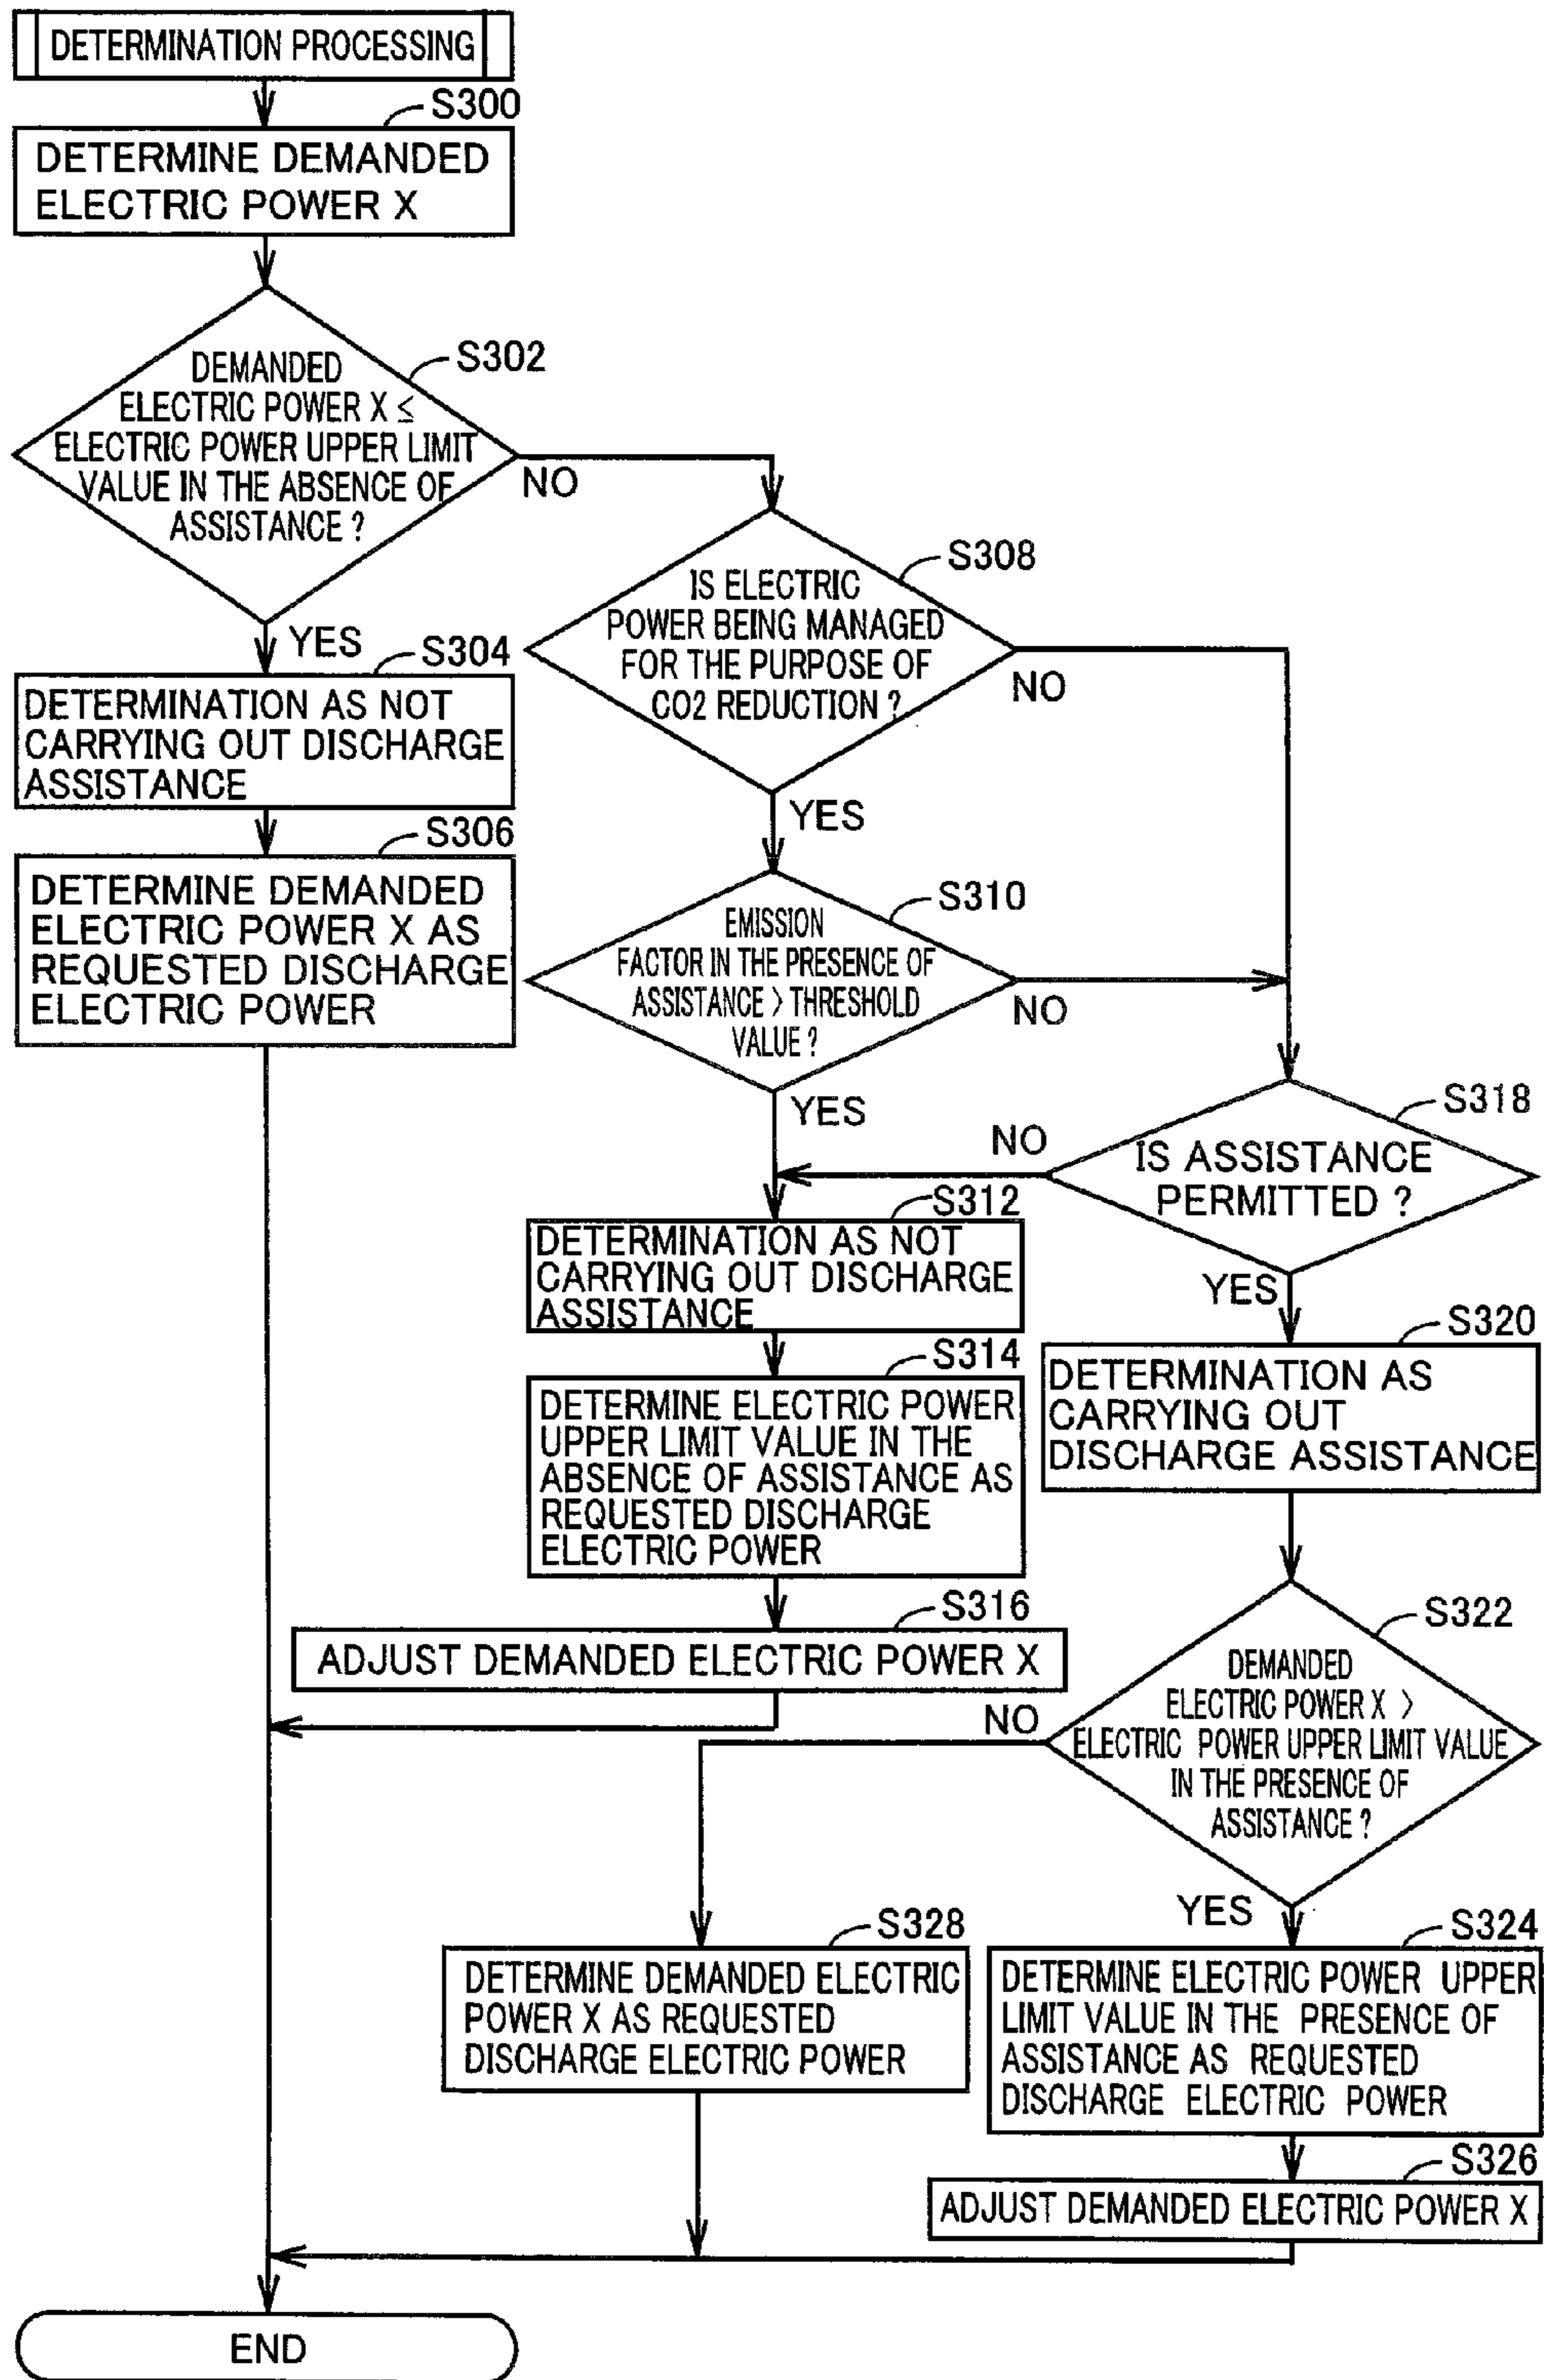 DETERMINATION PROCESSING
S300
DETERMINE DEMANDED
ELECTRIC POWER X
S302
DEMANDED
ELECTRIC POWER X ≦
ELECTRIC POWER UPPER LIMIT
VALUE IN THE ABSENCE OF
ASSISTANCE ?
NO
YES
S304
DETERMINATION AS NOT
CARRYING OUT DISCHARGE
ASSISTANCE
S306
DETERMINE DEMANDED
ELECTRIC POWER X AS
REQUESTED DISCHARGE
ELECTRIC POWER
S308
IS ELECTRIC
POWER BEING MANAGED
FOR THE PURPOSE OF
CO2 REDUCTION ?
NO
YES
S310
EMISSION
FACTOR IN THE PRESENCE OF
ASSISTANCE > THRESHOLD
VALUE ?
NO
YES
S318
IS ASSISTANCE
PERMITTED ?
NO
YES
S312
DETERMINATION AS NOT
CARRYING OUT DISCHARGE
ASSISTANCE
S314
DETERMINE ELECTRIC POWER
UPPER LIMIT VALUE IN THE
ABSENCE OF ASSISTANCE AS
REQUESTED DISCHARGE
ELECTRIC POWER
S316
ADJUST DEMANDED ELECTRIC POWER X
S320
DETERMINATION AS
CARRYING OUT
DISCHARGE ASSISTANCE
S322
DEMANDED
ELECTRIC POWER X >
ELECTRIC POWER UPPER LIMIT VALUE
IN THE PRESENCE OF
ASSISTANCE ?
NO
YES
S328
DETERMINE DEMANDED ELECTRIC
POWER X AS REQUESTED
DISCHARGE ELECTRIC POWER
S324
DETERMINE ELECTRIC POWER UPPER
LIMIT VALUE IN THE PRESENCE OF
ASSISTANCE AS REQUESTED
DISCHARGE ELECTRIC POWER
S326
ADJUST DEMANDED ELECTRIC POWER X
END